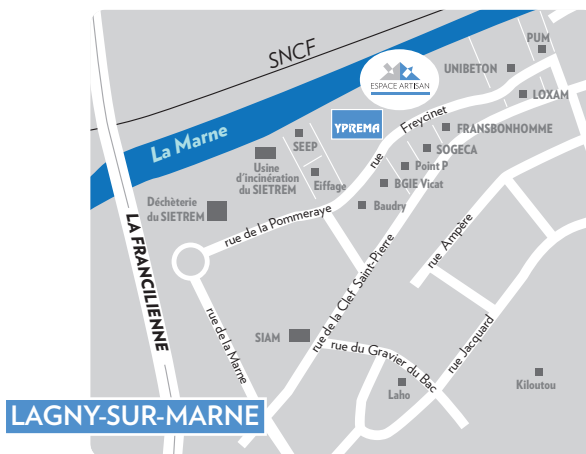 SNCF
PUM
UNIBETON
ESPACE ARTISAN
LOXAM
La Marne
YPREMA
rue Freycinet
FRANSBONHOMME
SEEP
SOGECA
Usine
d'incinération
du SIETREM
Point P
Eiffage
BGIE Vicat
Déchèterie
du SIETREM
Baudry
rue de la Pommeraye
LA FRANCILIENNE
rue Ampère
rue de la Clef Saint-Pierre
rue de la Marne
SIAM
rue du Gravier du Bac
rue Jacquard
Laho
Kiloutou
LAGNY-SUR-MARNE